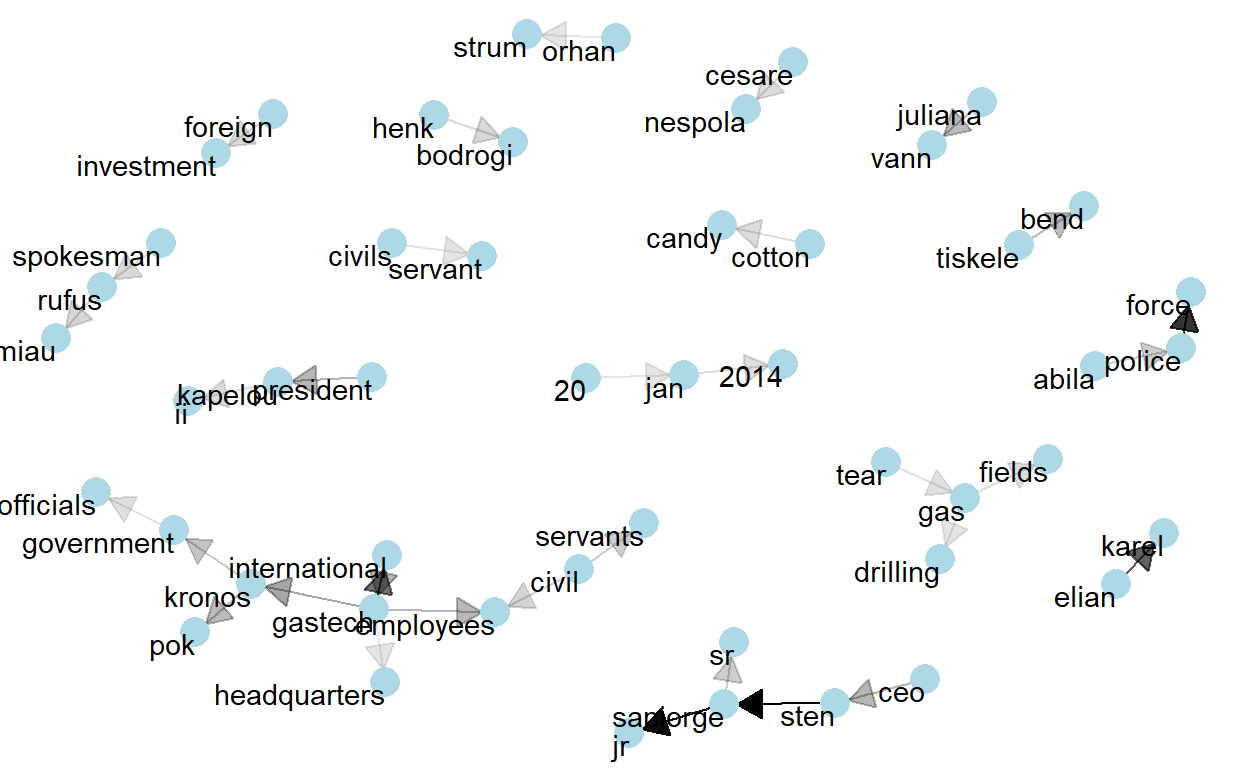 strum
orhan
cesare
nespola
foreign
investment
henk
bodrogi
juliana
vann
spokesman
rufus
miau
civils
servant
candy
cotton
bend
tiskele
force
police
abila
kapelou
president
ii
20
jan
2014
tear
fields
gas
drilling
officials
government
international
kronos
pok
gastech
employees
headquarters
servants
civil
karel
elian
sr
sanjorge
jr
sten
ceo